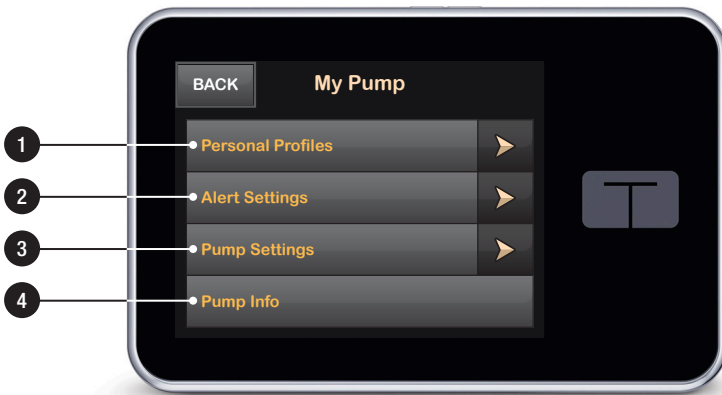 BACK
My Pump
1
Personal Profiles
2
Alert Settings
3
Pump Settings
4
Pump Info